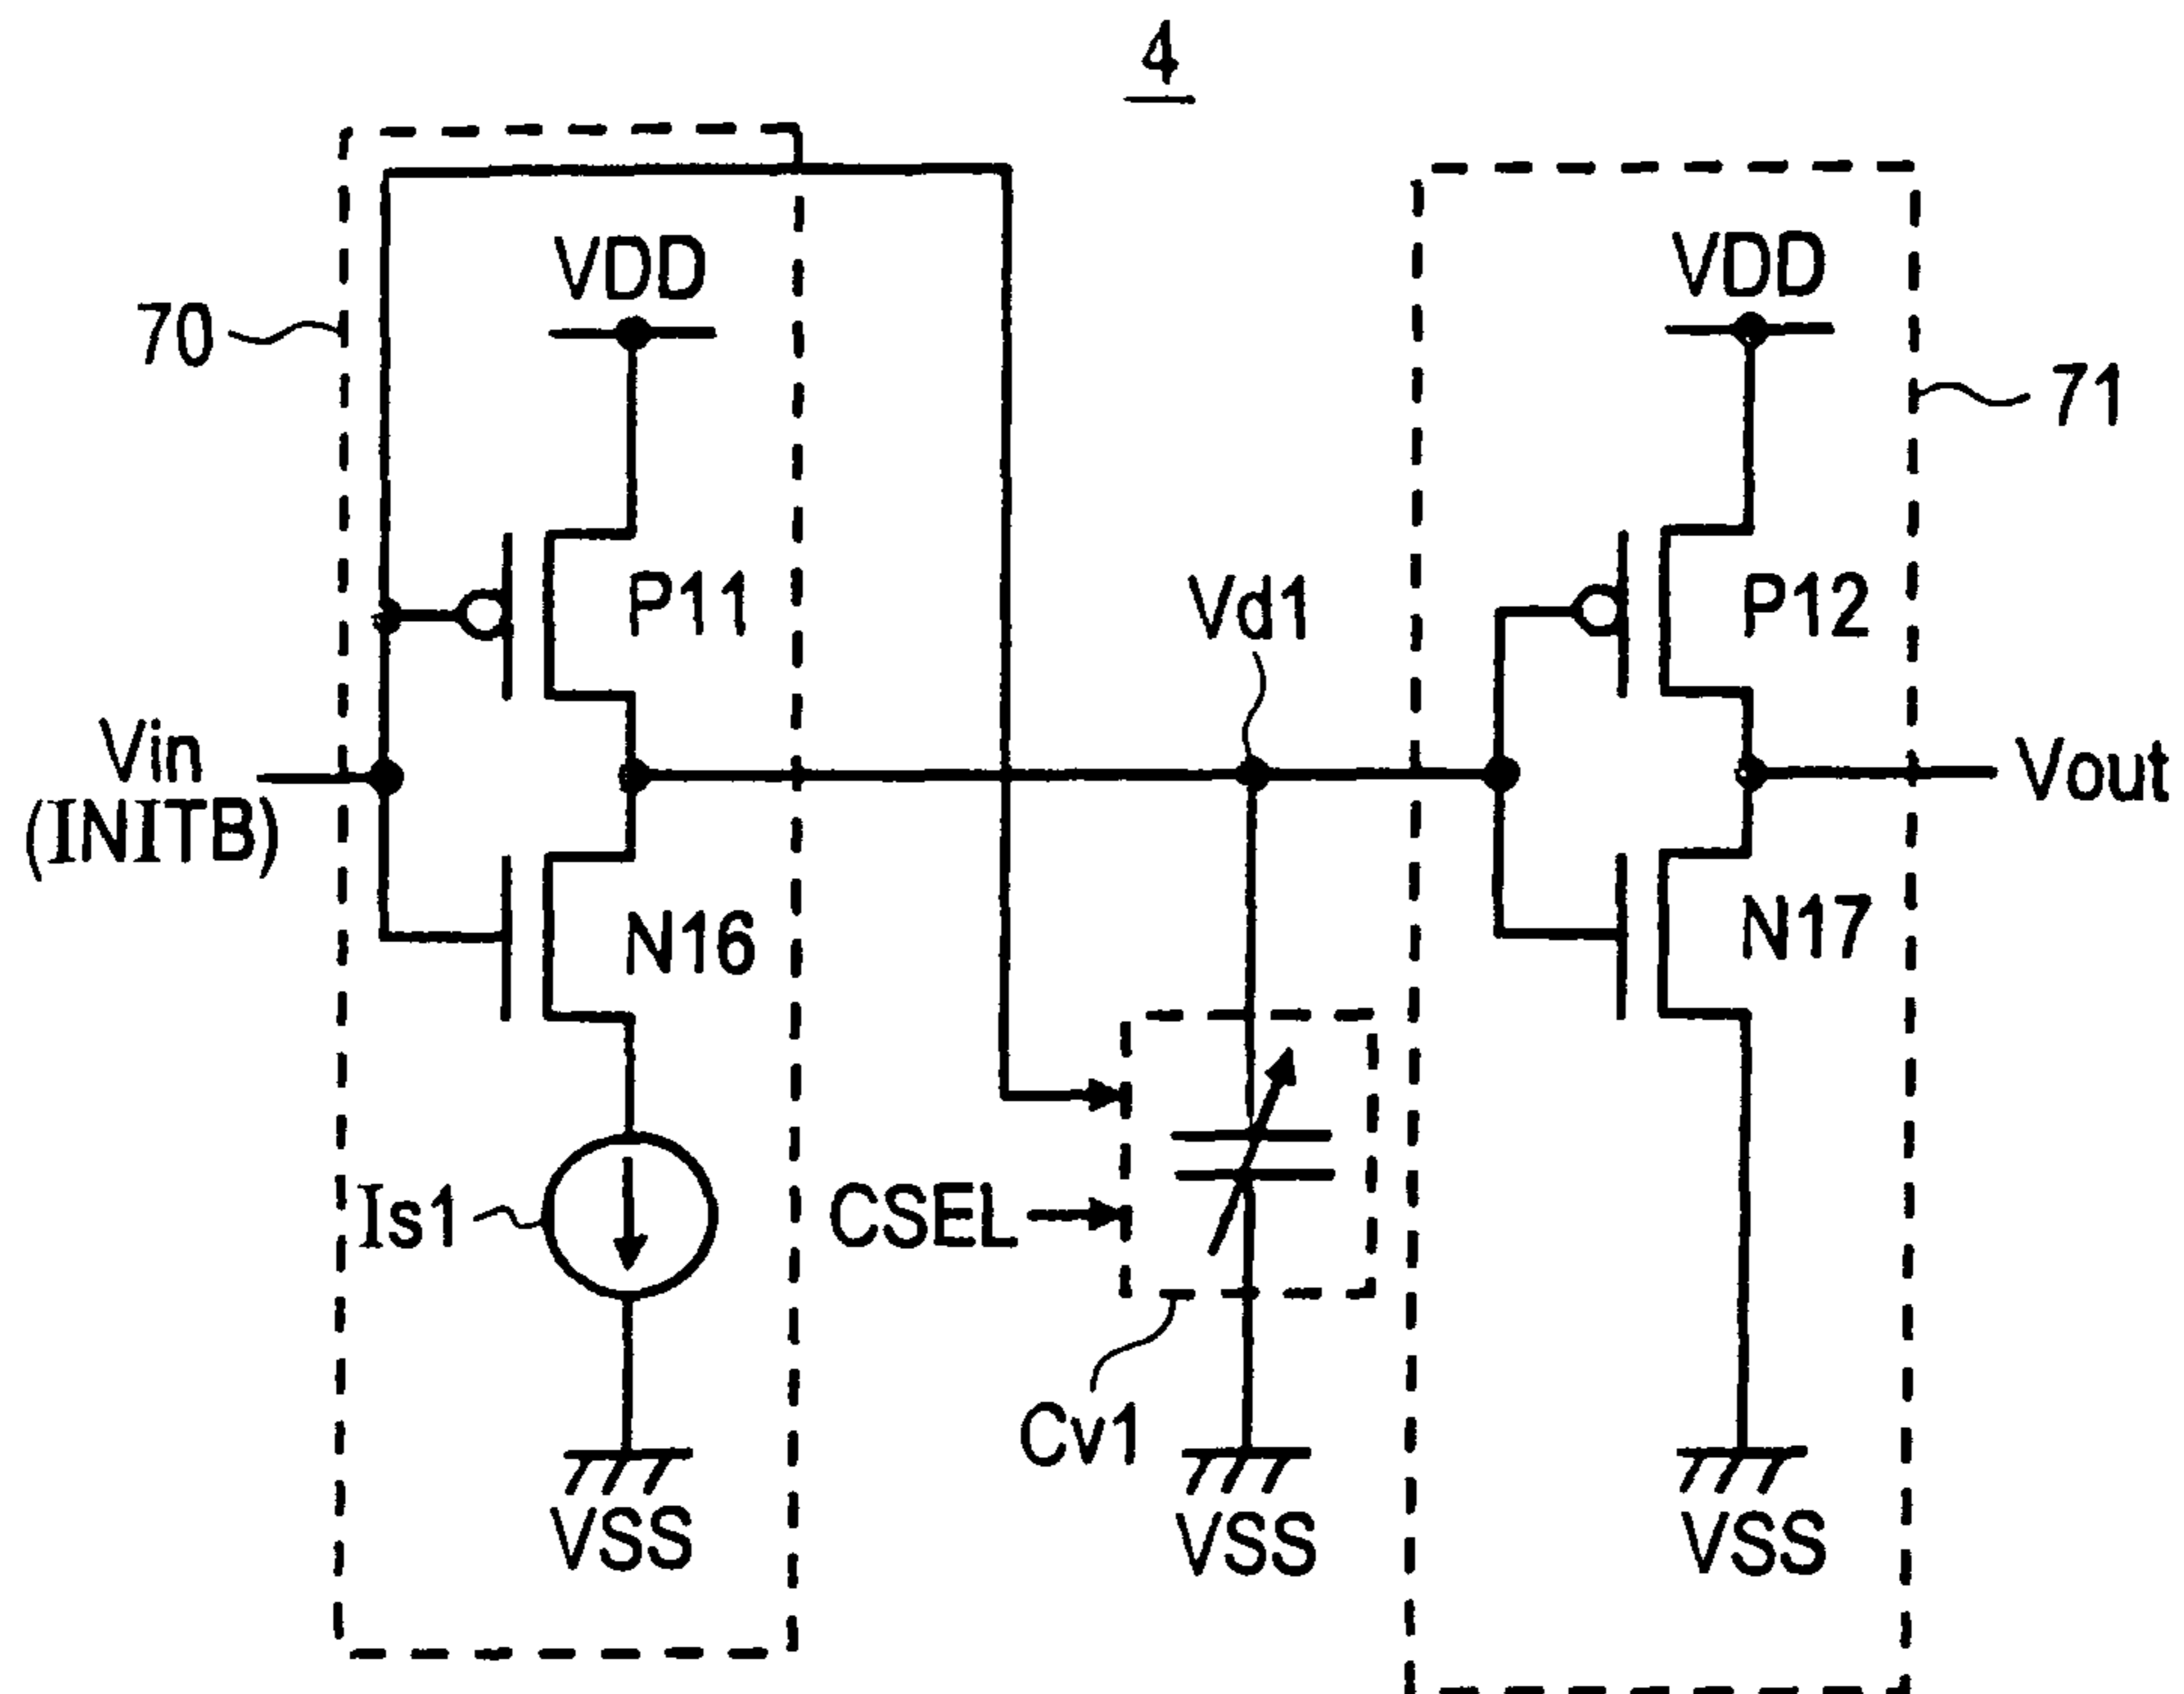 4
70
VDD
VDD
71
P11
Vd1
P12
Vin
(INITB)
Vout
N16
N17
Is1
CSEL
Cv1
VSS
VSS
VSS